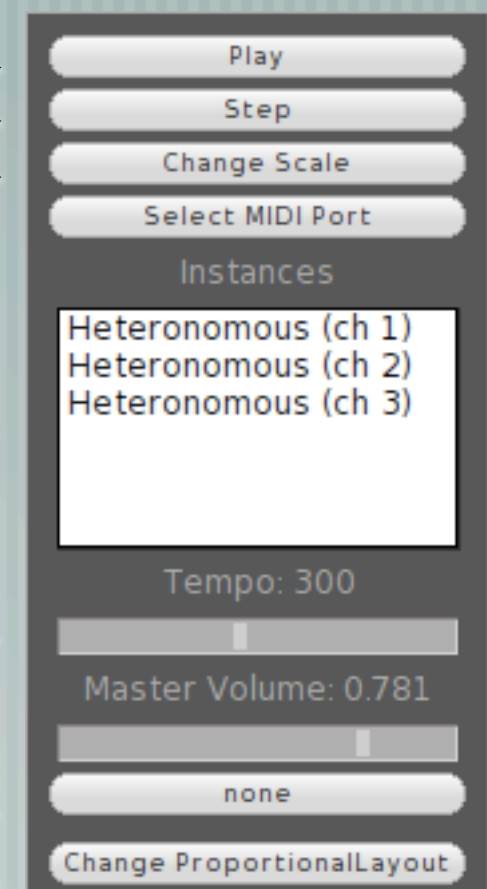 Play
Step
Change Scale
Select MIDI Port
Instances
Heteronomous (ch 1)
Heteronomous (ch 2)
Heteronomous (ch 3)
Tempo: 300
Master Volume: 0.781
none
Change ProportionalLayout